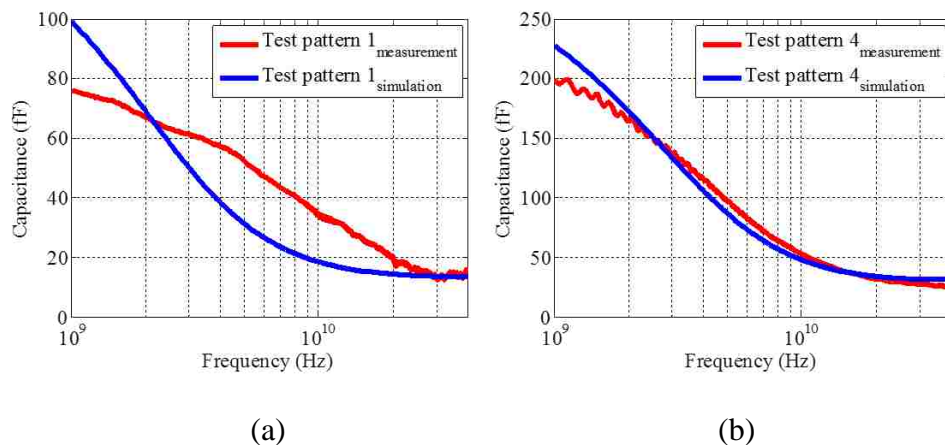 100
80
60
40
20
0
Capacitance (fF)
Test pattern 1measurement
Test pattern 1simulation
10^9
10^10
Frequency (Hz)
(a)
250
200
150
100
50
0
Capacitance (fF)
Test pattern 4measurement
Test pattern 4simulation
10^9
10^10
Frequency (Hz)
(b)